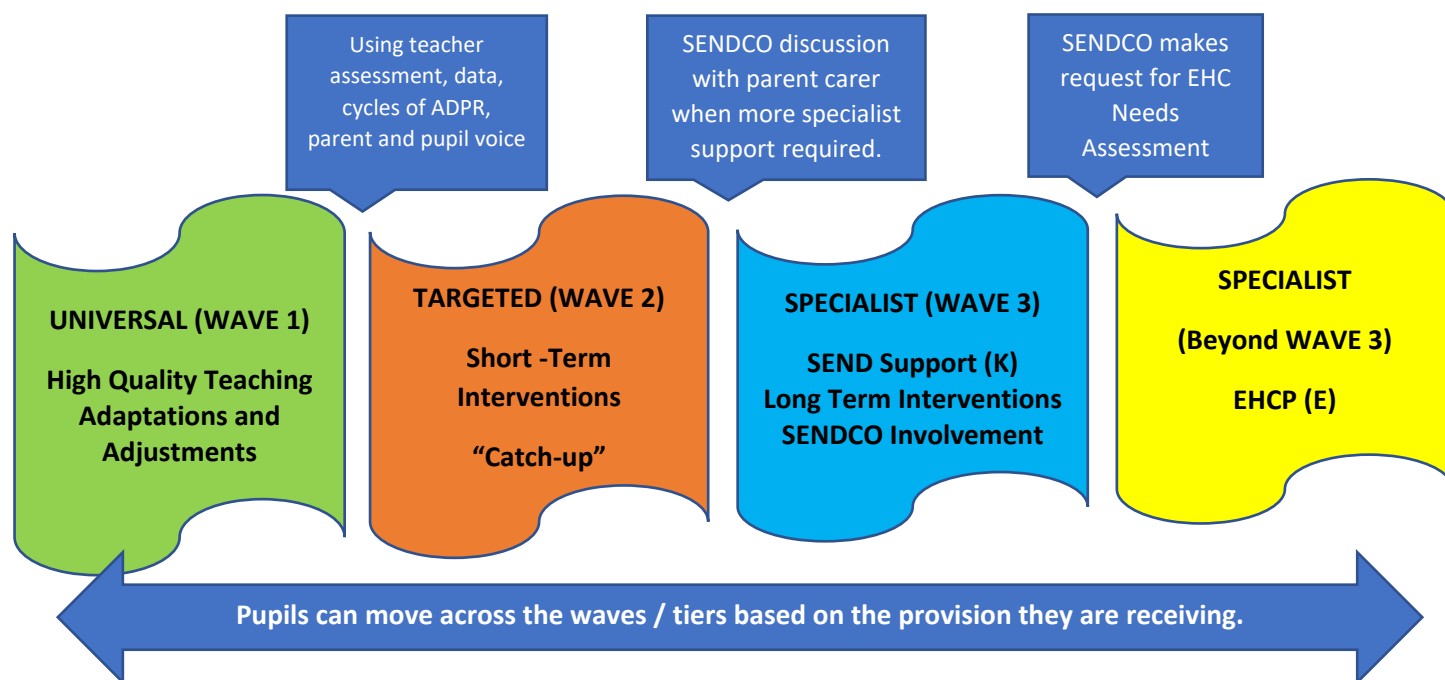 Using teacher
assessment, data,
cycles of ADPR,
parent and pupil voice
SENDCO discussion
with parent carer
when more specialist
support required.
SENDCO makes
request for EHC
Needs
Assessment
UNIVERSAL (WAVE 1)
High Quality Teaching
Adaptations and
Adjustments
TARGETED (WAVE 2)
Short -Term
Interventions
“Catch-up”
SPECIALIST (WAVE 3)
SEND Support (K)
Long Term Interventions
SENDCO Involvement
SPECIALIST
(Beyond WAVE 3)
EHCP (E)
Pupils can move across the waves / tiers based on the provision they are receiving.